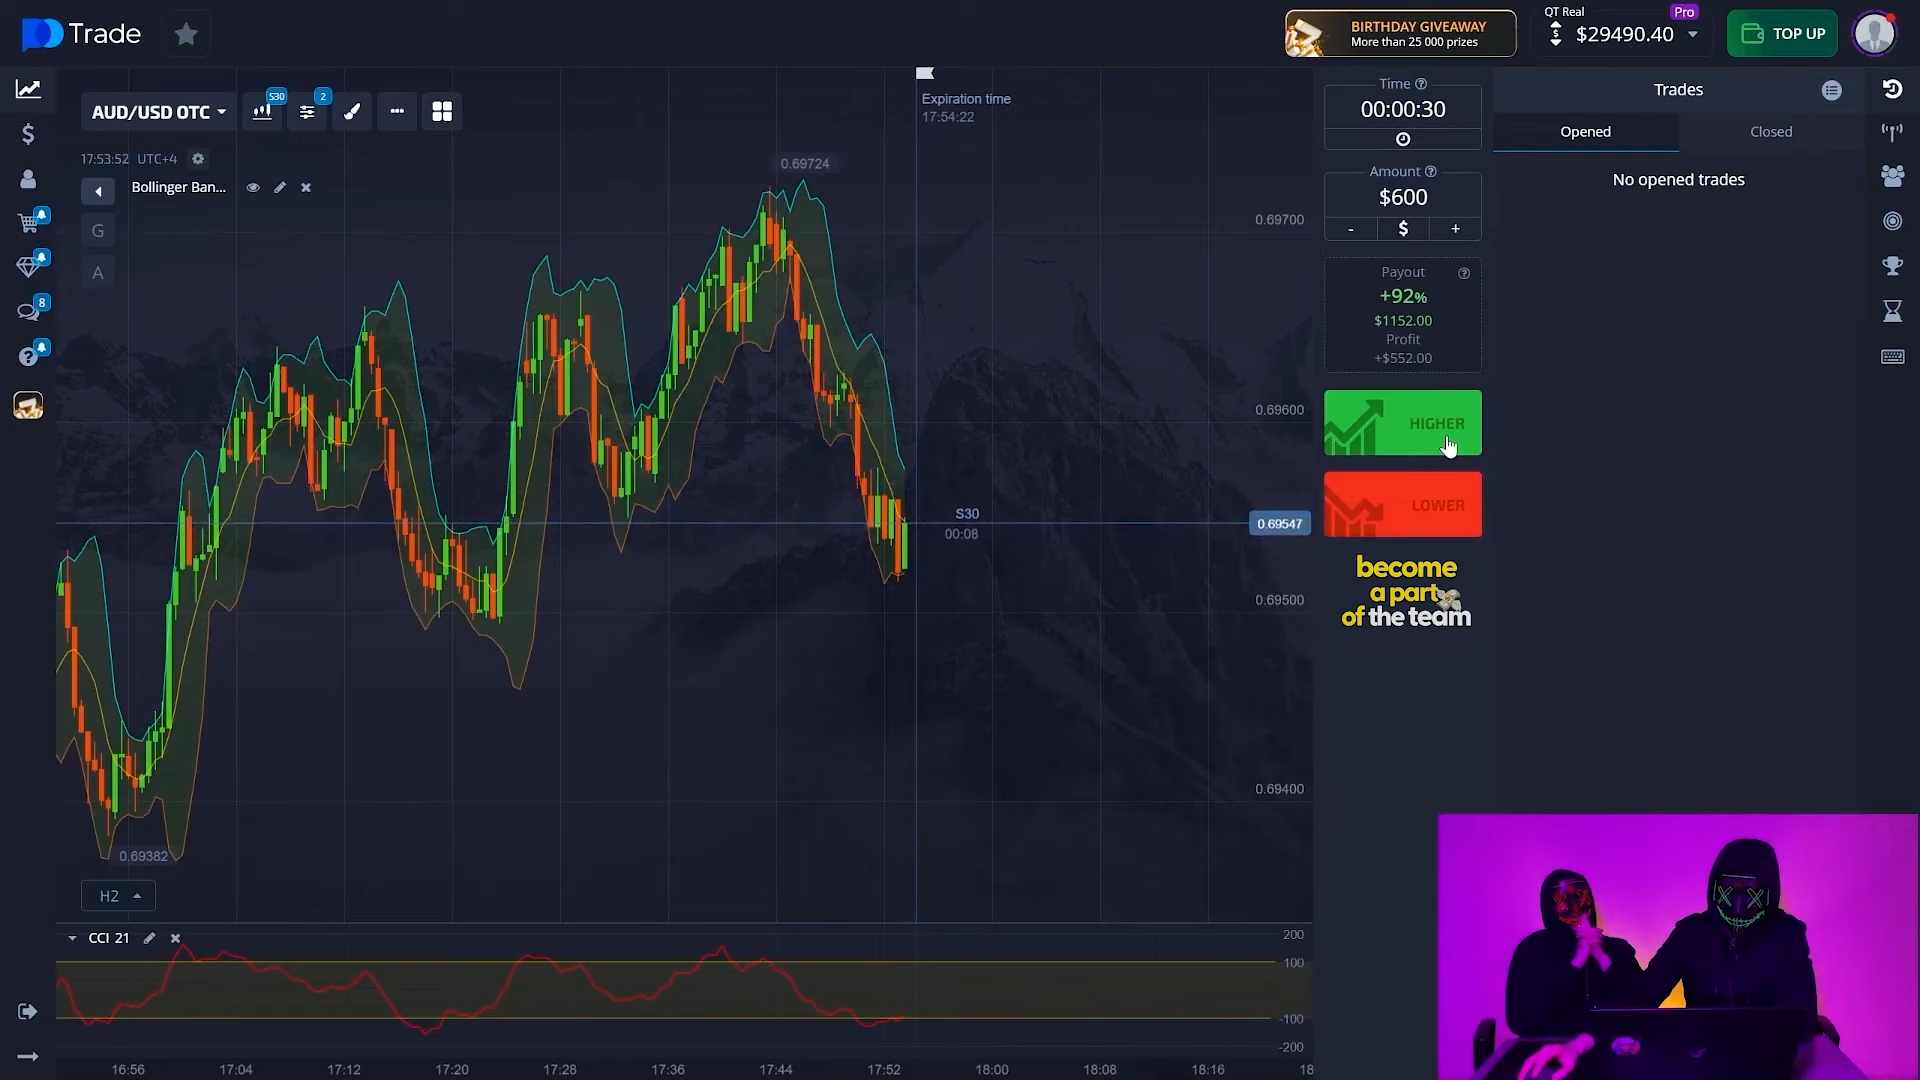 Trade
BIRTHDAY GIVEAWAY
More than 25 000 prizes
QT Real
Pro
$29490.40
TOP UP
AUD/USD OTC
S30
2
17:53:52 UTC+4
Bollinger Ban...
G
A
Expiration time
17:54:22
0.69724
0.69700
0.69600
S30
00:08
0.69547
0.69500
0.69400
0.69382
H2
CCI 21
200
100
-100
-200
16:56
17:04
17:12
17:20
17:28
17:36
17:44
17:52
18:00
18:08
18:16
18
8
Time
00:00:30
Amount
$600
- $ +
Payout
+92%
$1152.00
Profit
+$552.00
HIGHER
LOWER
become
a part
of the team
Trades
Opened
Closed
No opened trades